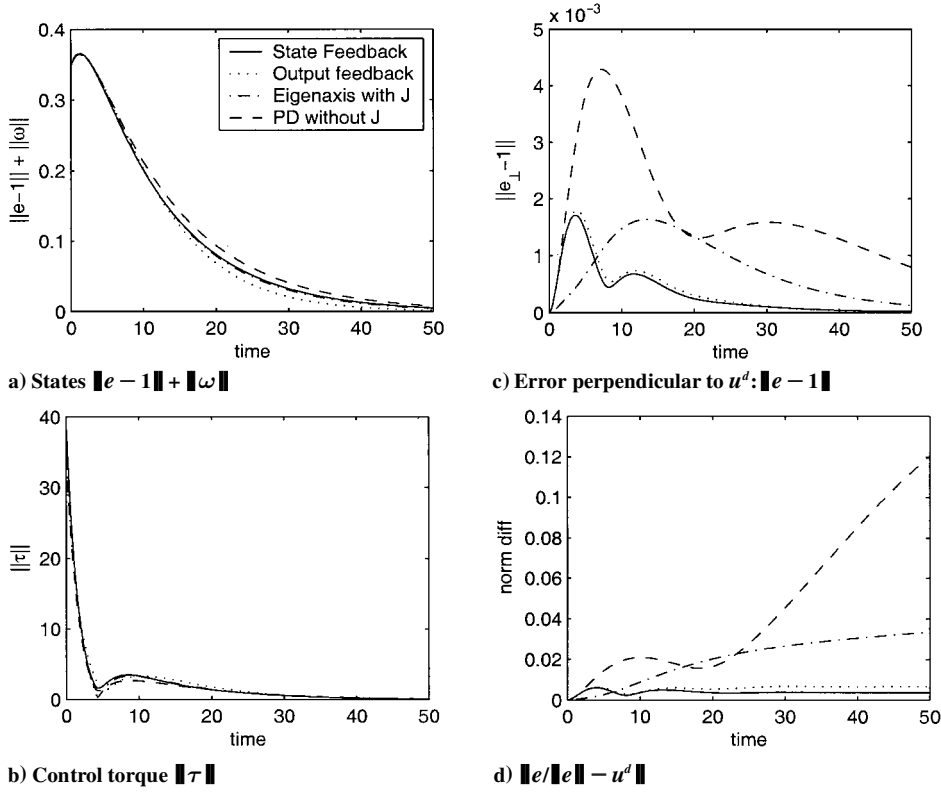 0.4
0.3
0.2
0.1
0
||e−1|| + ||ω||
State Feedback
Output feedback
Eigenaxis with J
PD without J
0 10 20 30 40 50
time
a) States ‖e − 1‖ + ‖ω‖
x 10⁻³
5
4
3
2
1
0
||e⊥−1||
0 10 20 30 40 50
time
c) Error perpendicular to uᵈ: ‖e − 1‖
40
30
20
10
0
||τ||
0 10 20 30 40 50
time
b) Control torque ‖τ‖
0.14
0.12
0.1
0.08
0.06
0.04
0.02
0
norm diff
0 10 20 30 40 50
time
d) ‖e/‖e‖ − uᵈ‖